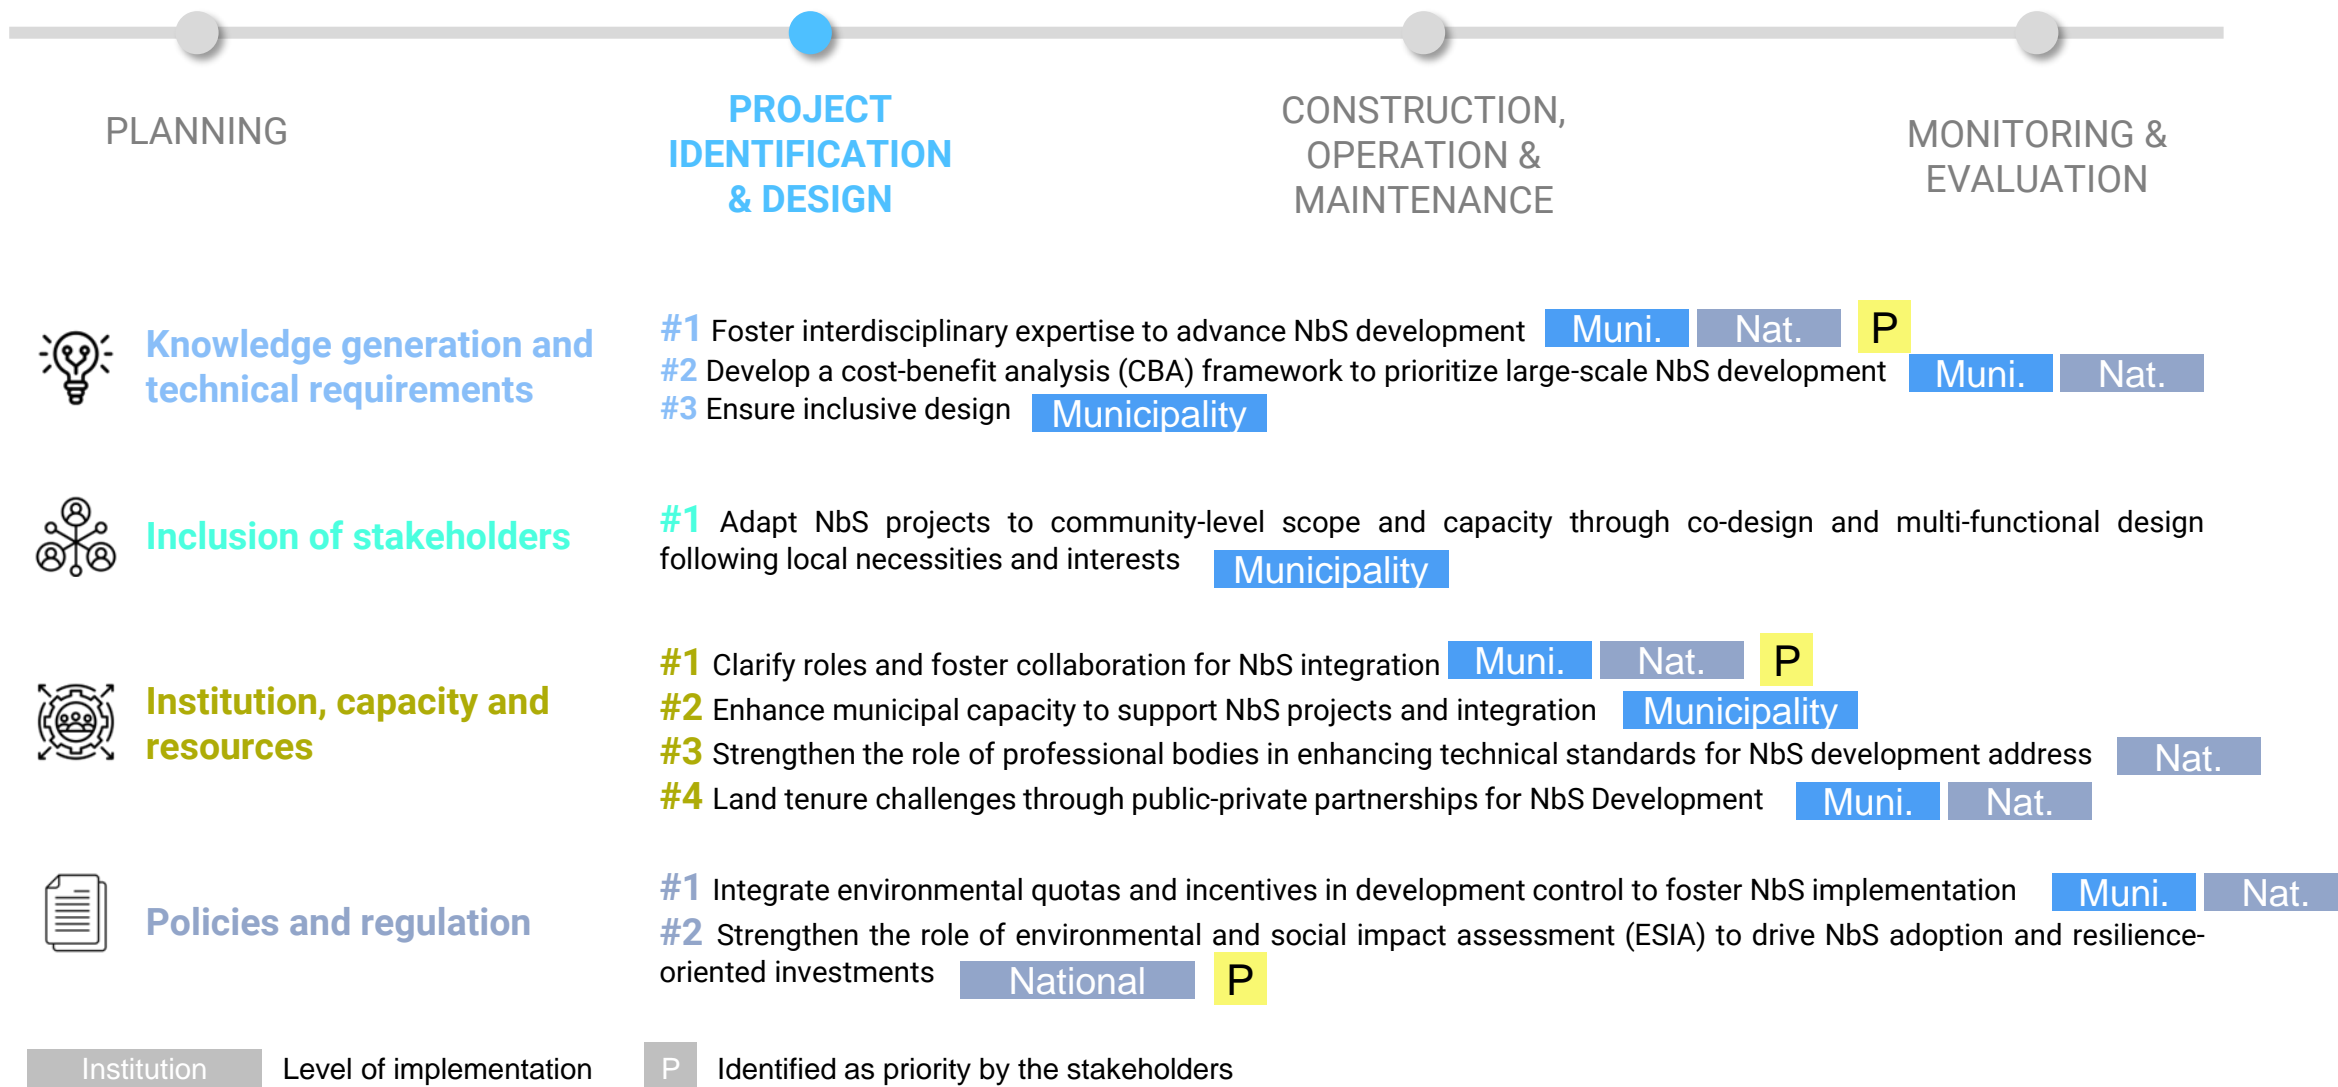 PLANNING
PROJECT
IDENTIFICATION
& DESIGN
CONSTRUCTION,
OPERATION &
MAINTENANCE
MONITORING &
EVALUATION
Knowledge generation and
technical requirements
#1 Foster interdisciplinary expertise to advance NbS development Muni. Nat. P
#2 Develop a cost-benefit analysis (CBA) framework to prioritize large-scale NbS development Muni. Nat.
#3 Ensure inclusive design Municipality
Inclusion of stakeholders
#1 Adapt NbS projects to community-level scope and capacity through co-design and multi-functional design
following local necessities and interests Municipality
Institution, capacity and
resources
#1 Clarify roles and foster collaboration for NbS integration Muni. Nat. P
#2 Enhance municipal capacity to support NbS projects and integration Municipality
#3 Strengthen the role of professional bodies in enhancing technical standards for NbS development address Nat.
#4 Land tenure challenges through public-private partnerships for NbS Development Muni. Nat.
Policies and regulation
#1 Integrate environmental quotas and incentives in development control to foster NbS implementation Muni. Nat.
#2 Strengthen the role of environmental and social impact assessment (ESIA) to drive NbS adoption and resilience-
oriented investments National P
Institution Level of implementation P Identified as priority by the stakeholders